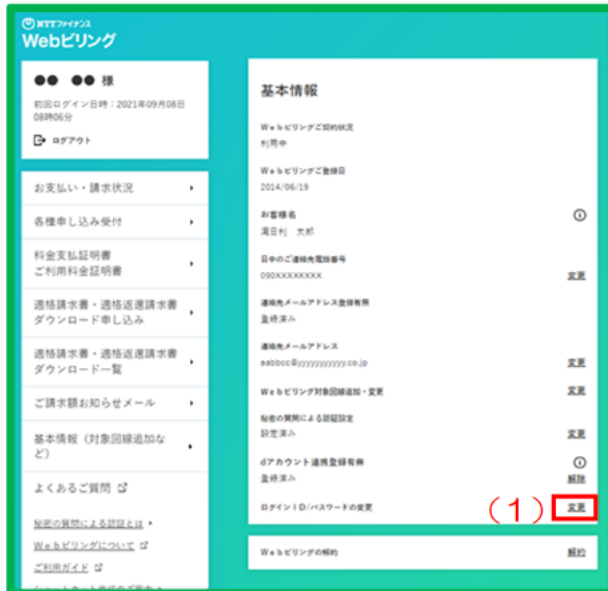 NTTファイナンス
Webビリング
●● ●● 様
前回ログイン日時：2021年09月08日
08時06分
ログアウト
お支払い・請求状況
各種申し込み受付
料金支払証明書
ご利用料金証明書
適格請求書・適格返還請求書
ダウンロード申し込み
適格請求書・適格返還請求書
ダウンロード一覧
ご請求額お知らせメール
基本情報（対象回線追加な
ど）
よくあるご質問
秘密の質問による認証とは
Webビリングについて
ご利用ガイド
基本情報
Webビリングご契約状況
利用中
Webビリングご登録日
2014/06/19
お客様名
太郎
日中のご連絡先電話番号
090XXXXXXXX
変更
連絡先メールアドレス登録有無
登録済み
連絡先メールアドレス
aabbcc@yyyyyyyyyy.co.jp
変更
Webビリング対象回線追加・変更
変更
秘密の質問による認証設定
設定済み
変更
dアカウント連携登録有無
登録済み
解除
ログインID/パスワードの変更
（1）
変更
Webビリングの解約
解約